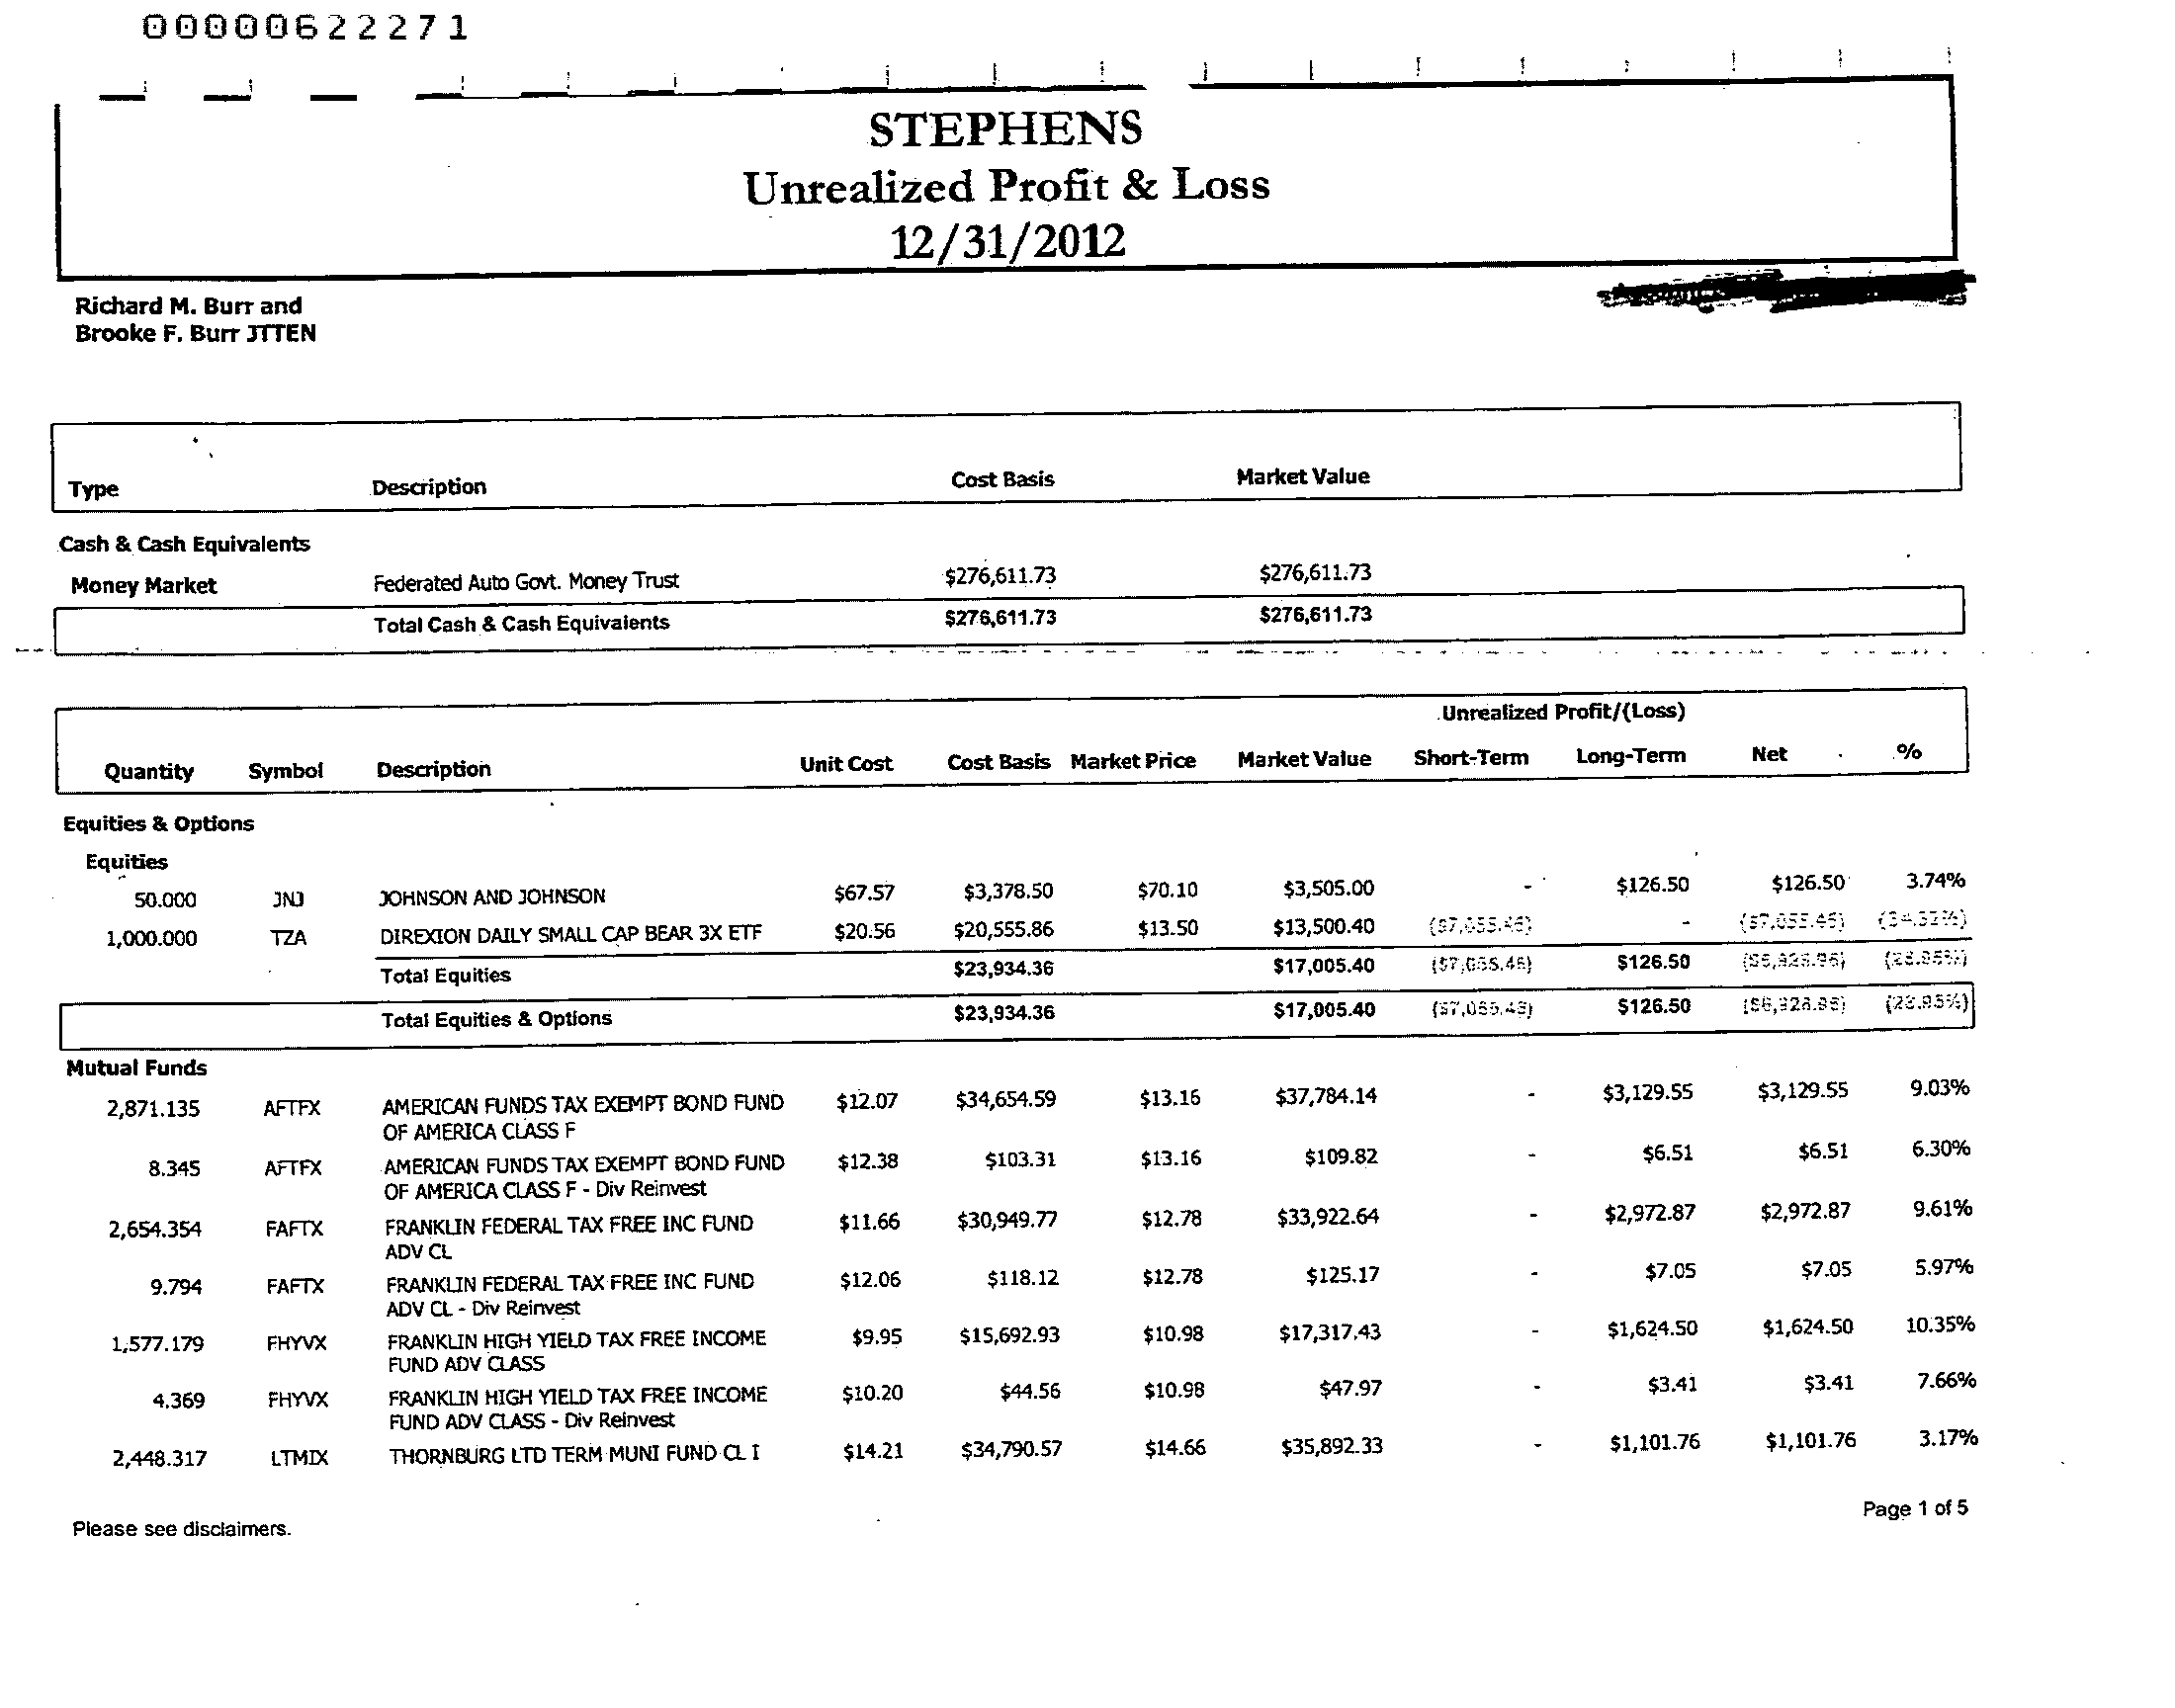 00000622271
STEPHENS
Unrealized Profit & Loss
12/31/2012
Richard M. Burr and
Brooke F. Burr JTTEN
Type Description Cost Basis Market Value
Cash & Cash Equivalents
Money Market Federated Auto Govt. Money Trust $276,611.73 $276,611.73
Total Cash & Cash Equivalents $276,611.73 $276,611.73
Unrealized Profit/(Loss)
Quantity Symbol Description Unit Cost Cost Basis Market Price Market Value Short-Term Long-Term Net %
Equities & Options
Equities
50.000 JNJ JOHNSON AND JOHNSON $67.57 $3,378.50 $70.10 $3,505.00 - $126.50 $126.50 3.74%
1,000.000 TZA DIREXION DAILY SMALL CAP BEAR 3X ETF $20.56 $20,555.86 $13.50 $13,500.40 ($7,055.46) - ($7,055.46) (34.32%)
Total Equities $23,934.36 $17,005.40 ($7,055.46) $126.50 ($6,928.96) (28.95%)
Total Equities & Options $23,934.36 $17,005.40 ($7,055.46) $126.50 ($6,928.96) (28.95%)
Mutual Funds
2,871.135 AFTFX AMERICAN FUNDS TAX EXEMPT BOND FUND $12.07 $34,654.59 $13.16 $37,784.14 - $3,129.55 $3,129.55 9.03%
OF AMERICA CLASS F
8.345 AFTFX AMERICAN FUNDS TAX EXEMPT BOND FUND $12.38 $103.31 $13.16 $109.82 - $6.51 $6.51 6.30%
OF AMERICA CLASS F - Div Reinvest
2,654.354 FAFTX FRANKLIN FEDERAL TAX FREE INC FUND $11.66 $30,949.77 $12.78 $33,922.64 - $2,972.87 $2,972.87 9.61%
ADV CL
9.794 FAFTX FRANKLIN FEDERAL TAX FREE INC FUND $12.06 $118.12 $12.78 $125.17 - $7.05 $7.05 5.97%
ADV CL - Div Reinvest
1,577.179 FHYVX FRANKLIN HIGH YIELD TAX FREE INCOME $9.95 $15,692.93 $10.98 $17,317.43 - $1,624.50 $1,624.50 10.35%
FUND ADV CLASS
4.369 FHYVX FRANKLIN HIGH YIELD TAX FREE INCOME $10.20 $44.56 $10.98 $47.97 - $3.41 $3.41 7.66%
FUND ADV CLASS - Div Reinvest
2,448.317 LTMIX THORNBURG LTD TERM MUNI FUND CL I $14.21 $34,790.57 $14.66 $35,892.33 - $1,101.76 $1,101.76 3.17%
Page 1 of 5
Please see disclaimers.